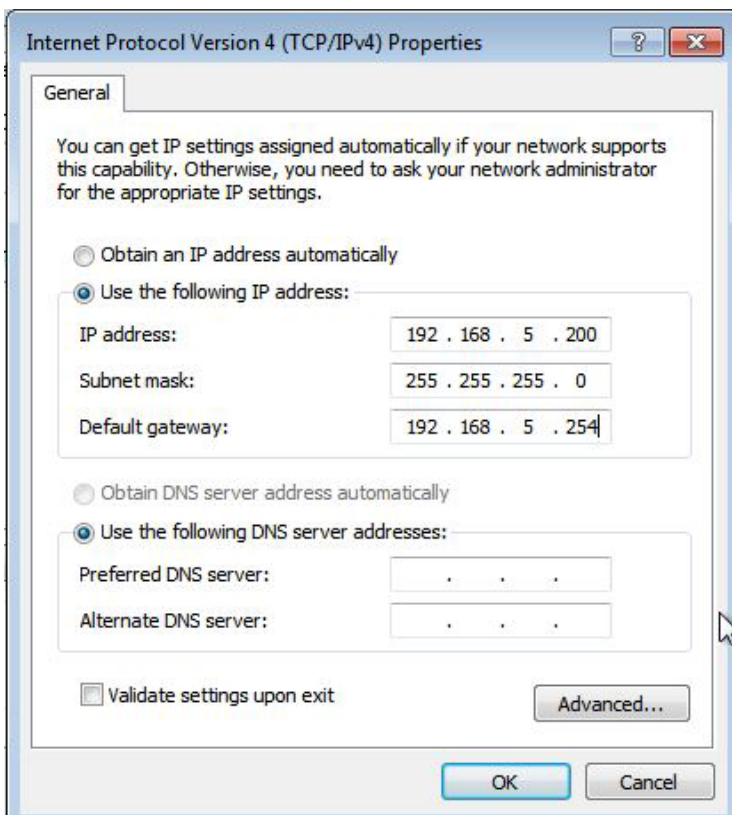 Internet Protocol Version 4 (TCP/IPv4) Properties
General
You can get IP settings assigned automatically if your network supports
this capability. Otherwise, you need to ask your network administrator
for the appropriate IP settings.
Obtain an IP address automatically
Use the following IP address:
IP address: 192 . 168 . 5 . 200
Subnet mask: 255 . 255 . 255 . 0
Default gateway: 192 . 168 . 5 . 254
Obtain DNS server address automatically
Use the following DNS server addresses:
Preferred DNS server: . . .
Alternate DNS server: . . .
Validate settings upon exit
Advanced...
OK Cancel